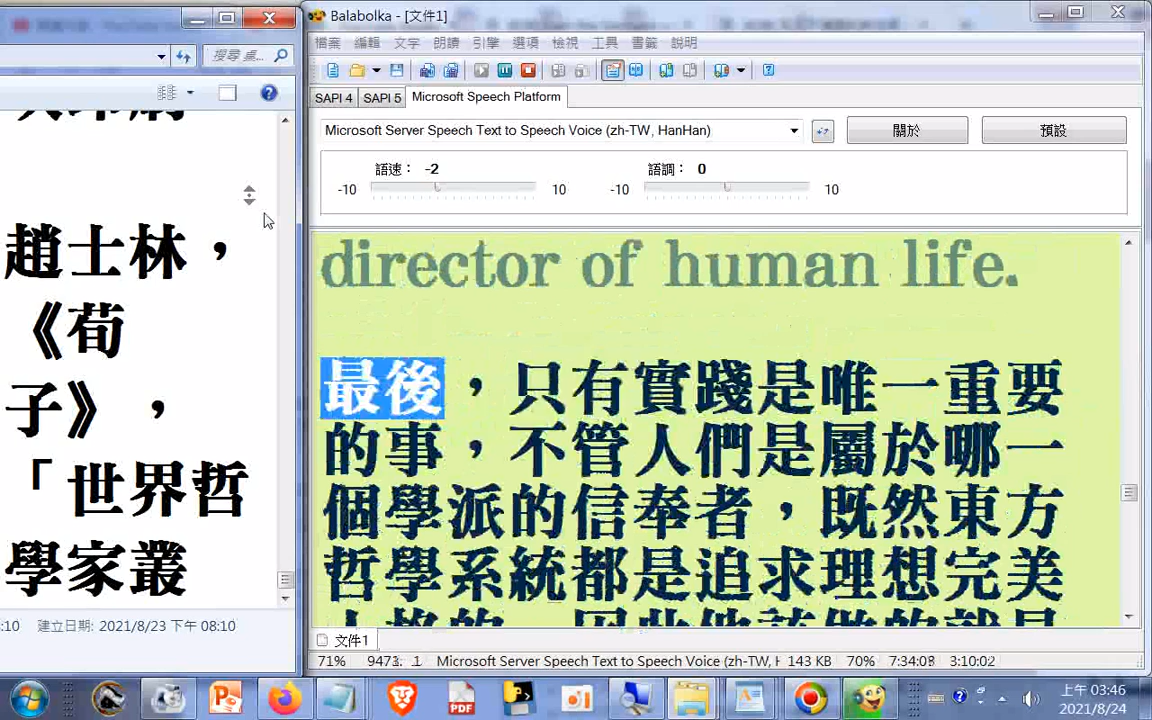 Balabolka - [文件1]
檔案 編輯 文字 朗讀 引擎 選項 檢視 工具 書籤 說明
搜尋 桌...
SAPI 4 SAPI 5 Microsoft Speech Platform
Microsoft Server Speech Text to Speech Voice (zh-TW, HanHan) 關於 預設
語速： -2 語調： 0
-10 10 -10 10
趙士林，
《荀
子》，
「世界哲
學家叢
:10 建立日期: 2021/8/23 下午 08:10
director of human life.
最後，只有實踐是唯一重要
的事，不管人們是屬於哪一
個學派的信奉者，既然東方
哲學系統都是追求理想完美
文件1
71% Microsoft Server Speech Text to Speech Voice (zh-TW, H 143 KB 70% 7:34:08 3:10:02
PDF
上午 03:46
2021/8/24